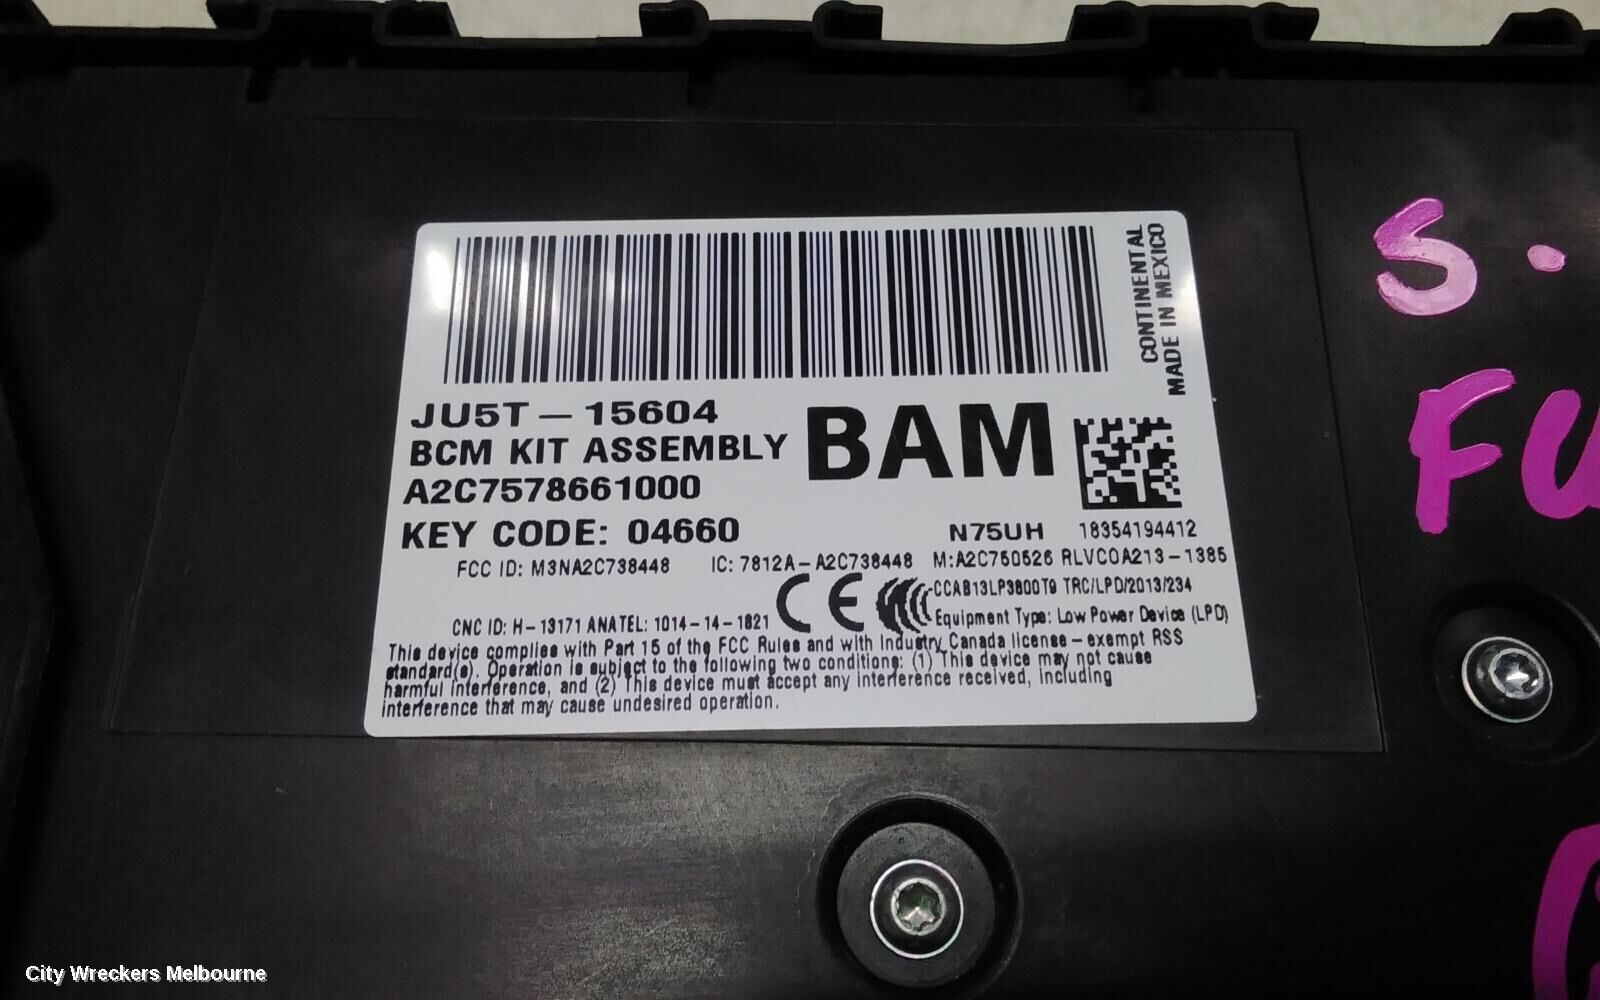 CONTINENTAL
MADE IN MEXICO
JU5T – 15604
BCM KIT ASSEMBLY
BAM
A2C7578661000
KEY CODE: 04660
N75UH 18354194412
FCC ID: M3NA2C738448 IC: 7812A–A2C738448 M:A2C750526 RLVCOA213–1385
CE CCAB13LP3800T9 TRC/LPD/2013/234
CNC ID: H–13171 ANATEL: 1014–14–1821 Equipment Type: Low Power Device (LPD)
This device complies with Part 15 of the FCC Rules and with Industry Canada license–exempt RSS
standard(s). Operation is subject to the following two conditions: (1) This device may not cause
harmful interference, and (2) This device must accept any interference received, including
interference that may cause undesired operation.
S.
FU
City Wreckers Melbourne